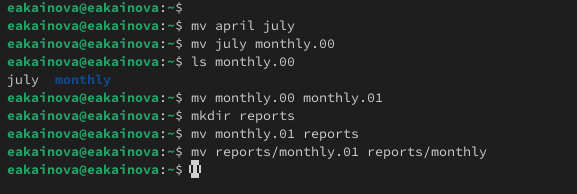 eakainova@eakainova:~$
eakainova@eakainova:~$ mv april july
eakainova@eakainova:~$ mv july monthly.00
eakainova@eakainova:~$ ls monthly.00
july  monthly
eakainova@eakainova:~$ mv monthly.00 monthly.01
eakainova@eakainova:~$ mkdir reports
eakainova@eakainova:~$ mv monthly.01 reports
eakainova@eakainova:~$ mv reports/monthly.01 reports/monthly
eakainova@eakainova:~$